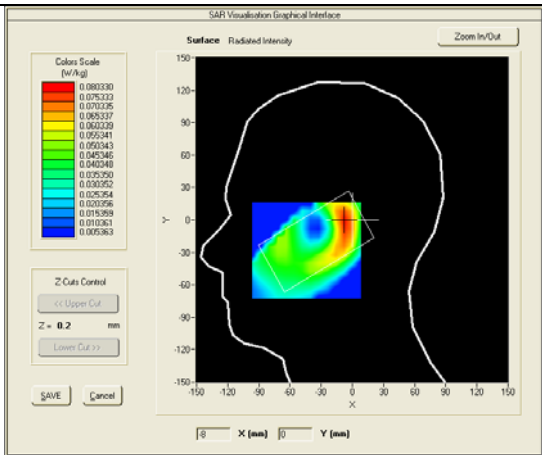 SAR Visualisation Graphical Interface
Surface Radiated Intensity
Zoom In/Out
Colors Scale
(W/kg)
0.080330
0.075333
0.070335
0.065337
0.060339
0.055341
0.050343
0.045346
0.040348
0.035350
0.030352
0.025354
0.020356
0.015359
0.010361
0.005363
Z Cuts Control
<< Upper Cut
Z = 0.2 mm
Lower Cut >>
SAVE Cancel
150
120
90
60
30
0
-30
-60
-90
-120
-150
Y
-150 -120 -90 -60 -30 0 30 60 90 120 150
X
-8 X (mm) 0 Y (mm)